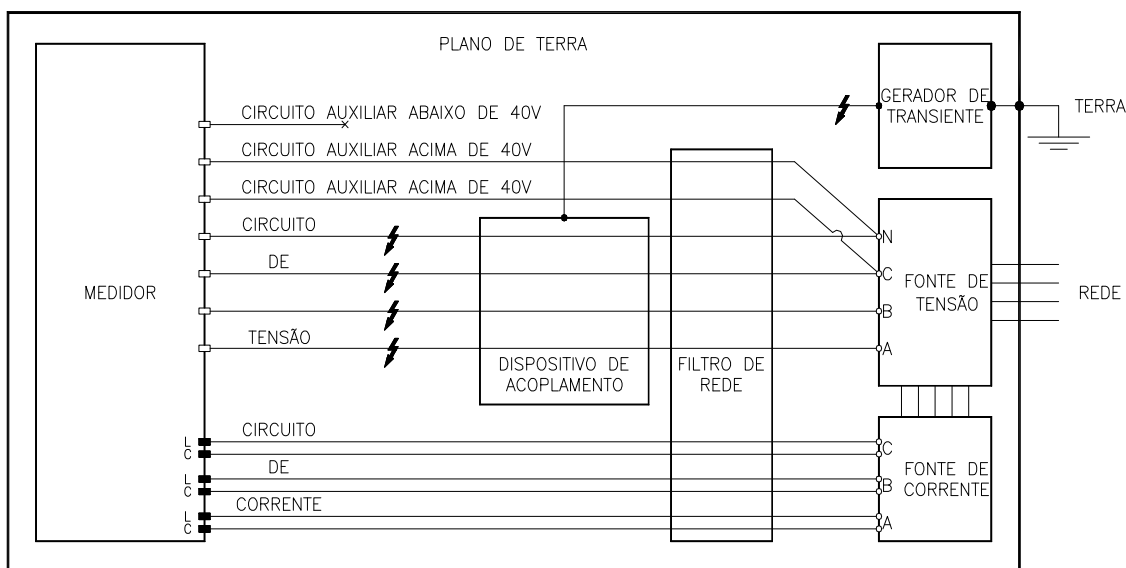 PLANO DE TERRA
GERADOR DE
TRANSIENTE
TERRA
CIRCUITO AUXILIAR ABAIXO DE 40V
CIRCUITO AUXILIAR ACIMA DE 40V
CIRCUITO AUXILIAR ACIMA DE 40V
CIRCUITO
DE
TENSÃO
MEDIDOR
N
C
B
A
FONTE DE
TENSÃO
REDE
DISPOSITIVO DE
ACOPLAMENTO
FILTRO DE
REDE
L
C
L
C
L
C
CIRCUITO
DE
CORRENTE
C
B
A
FONTE DE
CORRENTE